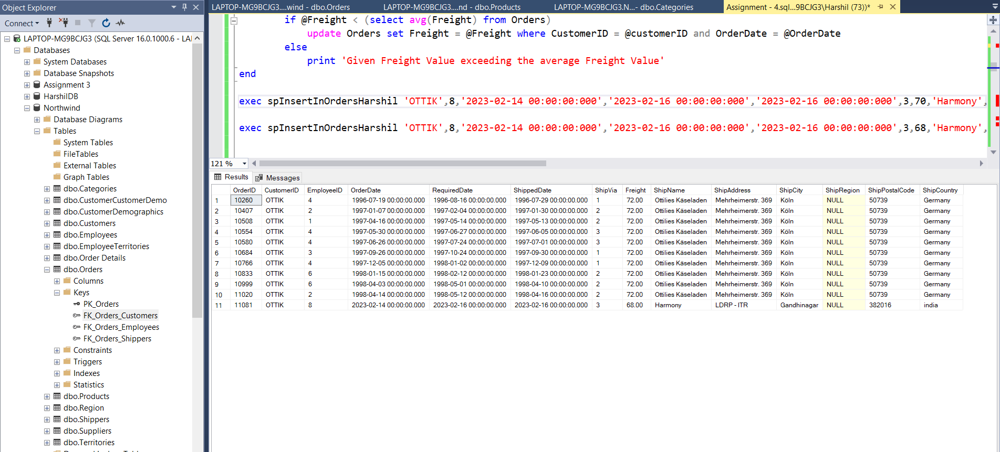 Object Explorer
Connect
LAPTOP-MG9BCJG3 (SQL Server 16.0.1000.6 - LAI
Databases
System Databases
Database Snapshots
Assignment 3
HarshilDB
Northwind
Database Diagrams
Tables
System Tables
FileTables
External Tables
Graph Tables
dbo.Categories
dbo.CustomerCustomerDemo
dbo.CustomerDemographics
dbo.Customers
dbo.Employees
dbo.EmployeeTerritories
dbo.Order Details
dbo.Orders
Columns
Keys
PK_Orders
FK_Orders_Customers
FK_Orders_Employees
FK_Orders_Shippers
Constraints
Triggers
Indexes
Statistics
dbo.Products
dbo.Region
dbo.Shippers
dbo.Suppliers
dbo.Territories
LAPTOP-MG9BCJG3....wind - dbo.Orders LAPTOP-MG9BCJG3....nd - dbo.Products LAPTOP-MG9BCJG3.N...- dbo.Categories Assignment - 4.sql...9BCJG3\Harshil (73))*
if @Freight < (select avg(Freight) from Orders)
update Orders set Freight = @Freight where CustomerID = @customerID and OrderDate = @OrderDate
else
print 'Given Freight Value exceeding the average Freight Value'
end
exec spInsertInOrdersHarshil 'OTTIK',8,'2023-02-14 00:00:00:000','2023-02-16 00:00:00:000','2023-02-16 00:00:00:000',3,70,'Harmony',
exec spInsertInOrdersHarshil 'OTTIK',8,'2023-02-14 00:00:00:000','2023-02-16 00:00:00:000','2023-02-16 00:00:00:000',3,68,'Harmony',
121 %
Results Messages
OrderID CustomerID EmployeeID OrderDate RequiredDate ShippedDate ShipVia Freight ShipName ShipAddress ShipCity ShipRegion ShipPostalCode ShipCountry
1 10260 OTTIK 4 1996-07-19 00:00:00.000 1996-08-16 00:00:00.000 1996-07-29 00:00:00.000 1 72.00 Ottilies Käseladen Mehrheimerstr. 369 Köln NULL 50739 Germany
2 10407 OTTIK 2 1997-01-07 00:00:00.000 1997-02-04 00:00:00.000 1997-01-30 00:00:00.000 2 72.00 Ottilies Käseladen Mehrheimerstr. 369 Köln NULL 50739 Germany
3 10508 OTTIK 1 1997-04-16 00:00:00.000 1997-05-14 00:00:00.000 1997-05-13 00:00:00.000 2 72.00 Ottilies Käseladen Mehrheimerstr. 369 Köln NULL 50739 Germany
4 10554 OTTIK 4 1997-05-30 00:00:00.000 1997-06-27 00:00:00.000 1997-06-05 00:00:00.000 3 72.00 Ottilies Käseladen Mehrheimerstr. 369 Köln NULL 50739 Germany
5 10580 OTTIK 4 1997-06-26 00:00:00.000 1997-07-24 00:00:00.000 1997-07-01 00:00:00.000 3 72.00 Ottilies Käseladen Mehrheimerstr. 369 Köln NULL 50739 Germany
6 10684 OTTIK 3 1997-09-26 00:00:00.000 1997-10-24 00:00:00.000 1997-09-30 00:00:00.000 1 72.00 Ottilies Käseladen Mehrheimerstr. 369 Köln NULL 50739 Germany
7 10766 OTTIK 4 1997-12-05 00:00:00.000 1998-01-02 00:00:00.000 1997-12-09 00:00:00.000 1 72.00 Ottilies Käseladen Mehrheimerstr. 369 Köln NULL 50739 Germany
8 10833 OTTIK 6 1998-01-15 00:00:00.000 1998-02-12 00:00:00.000 1998-01-23 00:00:00.000 2 72.00 Ottilies Käseladen Mehrheimerstr. 369 Köln NULL 50739 Germany
9 10999 OTTIK 6 1998-04-03 00:00:00.000 1998-05-01 00:00:00.000 1998-04-10 00:00:00.000 2 72.00 Ottilies Käseladen Mehrheimerstr. 369 Köln NULL 50739 Germany
10 11020 OTTIK 2 1998-04-14 00:00:00.000 1998-05-12 00:00:00.000 1998-04-16 00:00:00.000 2 72.00 Ottilies Käseladen Mehrheimerstr. 369 Köln NULL 50739 Germany
11 11081 OTTIK 8 2023-02-14 00:00:00.000 2023-02-16 00:00:00.000 2023-02-16 00:00:00.000 3 68.00 Harmony LDRP - ITR Gandhinagar NULL 382016 india